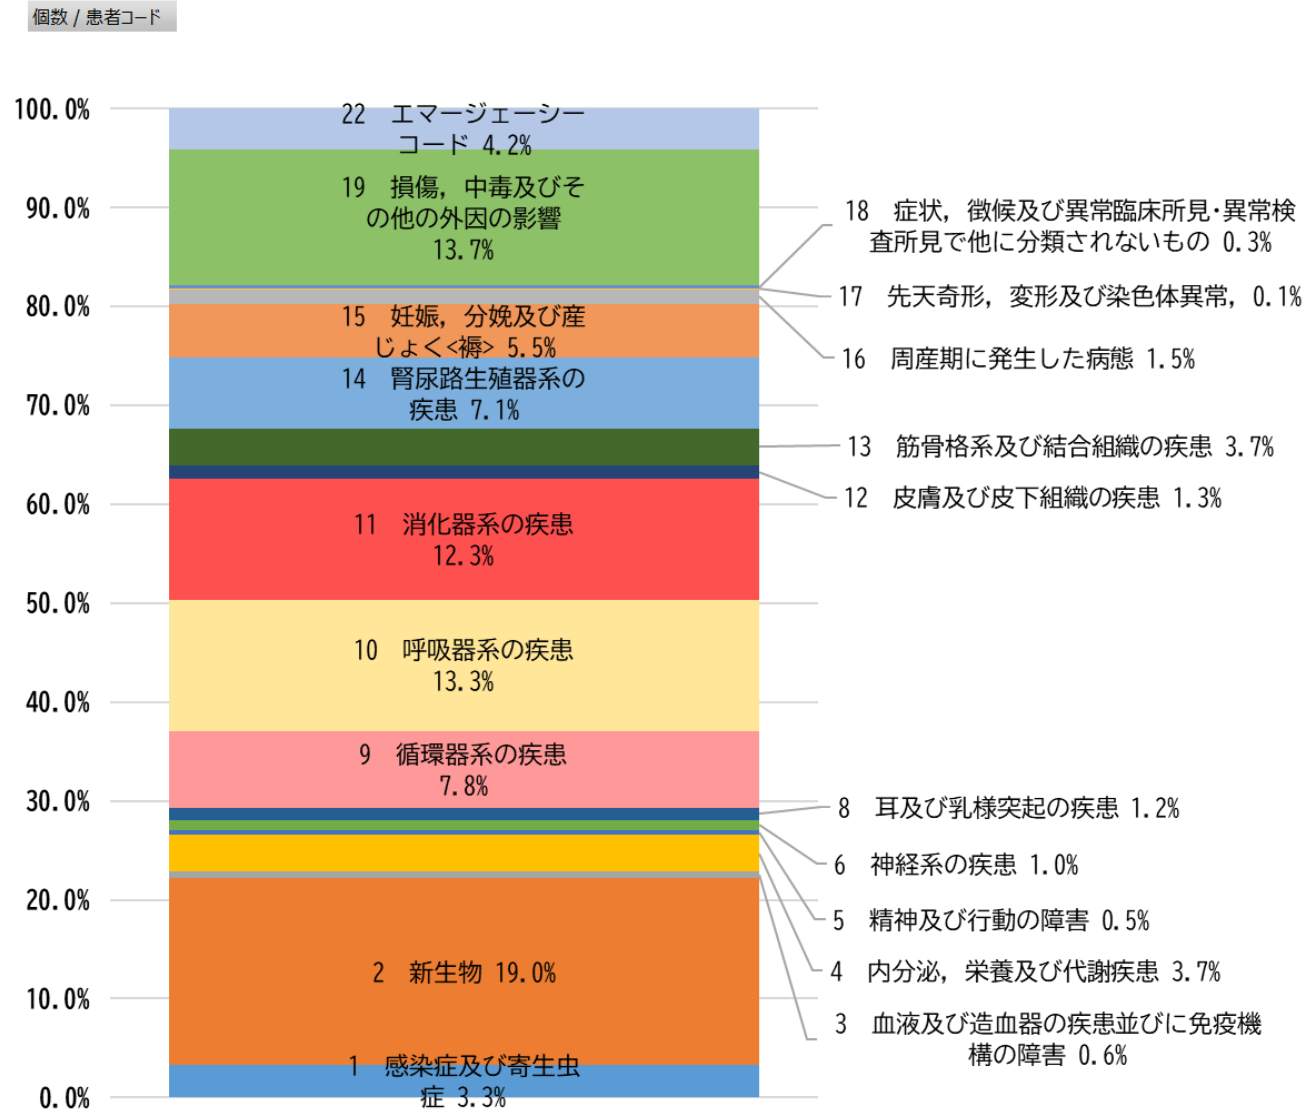 個数 / 患者コード
100.0%
90.0%
80.0%
70.0%
60.0%
50.0%
40.0%
30.0%
20.0%
10.0%
0.0%
22 エマージェーシー
コード 4.2%
19 損傷，中毒及びそ
の他の外因の影響
13.7%
15 妊娠，分娩及び産
じょく<褥> 5.5%
14 腎尿路生殖器系の
疾患 7.1%
11 消化器系の疾患
12.3%
10 呼吸器系の疾患
13.3%
9 循環器系の疾患
7.8%
2 新生物 19.0%
1 感染症及び寄生虫
症 3.3%
18 症状，徴候及び異常臨床所見･異常検
査所見で他に分類されないもの 0.3%
17 先天奇形，変形及び染色体異常，0.1%
16 周産期に発生した病態 1.5%
13 筋骨格系及び結合組織の疾患 3.7%
12 皮膚及び皮下組織の疾患 1.3%
8 耳及び乳様突起の疾患 1.2%
6 神経系の疾患 1.0%
5 精神及び行動の障害 0.5%
4 内分泌，栄養及び代謝疾患 3.7%
3 血液及び造血器の疾患並びに免疫機
構の障害 0.6%